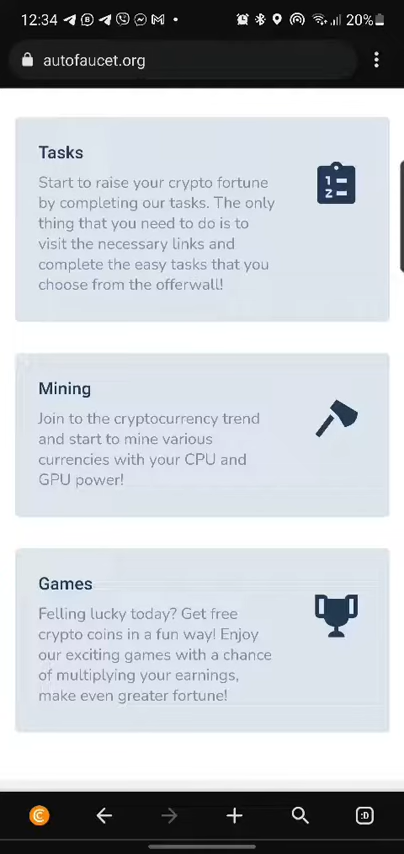 12:34
20%
autofaucet.org
Tasks
Start to raise your crypto fortune
by completing our tasks. The only
thing that you need to do is to
visit the necessary links and
complete the easy tasks that you
choose from the offerwall!
Mining
Join to the cryptocurrency trend
and start to mine various
currencies with your CPU and
GPU power!
Games
Felling lucky today? Get free
crypto coins in a fun way! Enjoy
our exciting games with a chance
of multiplying your earnings,
make even greater fortune!
:D